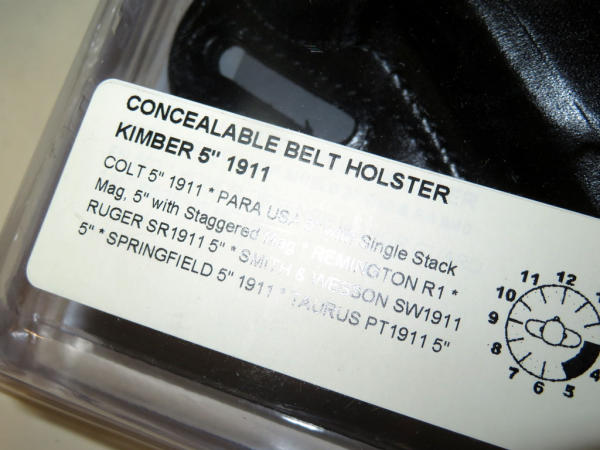 CONCEALABLE BELT HOLSTER
KIMBER 5" 1911
COLT 5" 1911 * PARA USA 5" with Single Stack
Mag, 5" with Staggered Mag * REMINGTON R1 *
RUGER SR1911 5" * SMITH & WESSON SW1911
5" * SPRINGFIELD 5" 1911 * TAURUS PT1911 5"
11 12
10
9
8
7 6 5 4